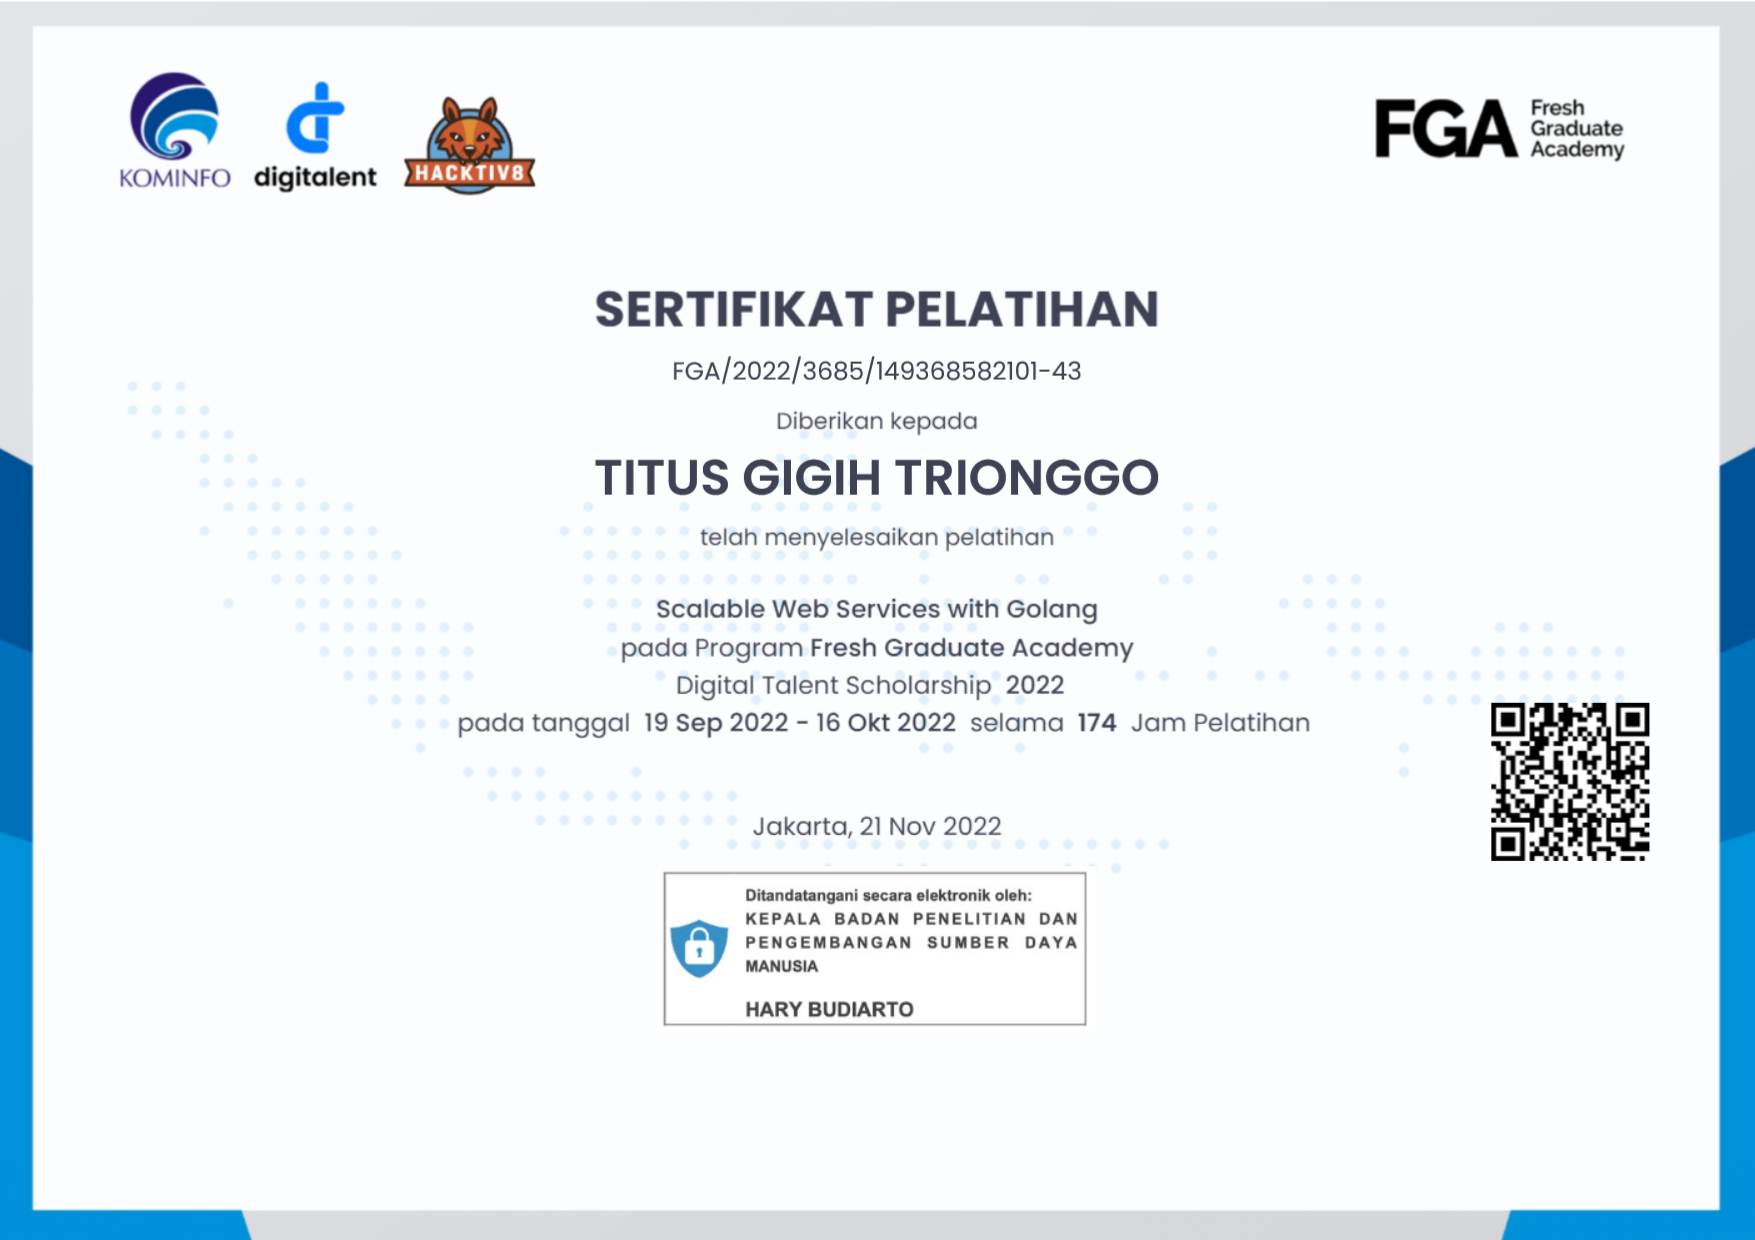 KOMINFO
digitalent
HACKTIV8
FGA Fresh
Graduate
Academy
SERTIFIKAT PELATIHAN
FGA/2022/3685/149368582101-43
Diberikan kepada
TITUS GIGIH TRIONGGO
telah menyelesaikan pelatihan
Scalable Web Services with Golang
pada Program Fresh Graduate Academy
Digital Talent Scholarship 2022
pada tanggal 19 Sep 2022 - 16 Okt 2022 selama 174 Jam Pelatihan
Jakarta, 21 Nov 2022
Ditandatangani secara elektronik oleh:
KEPALA BADAN PENELITIAN DAN
PENGEMBANGAN SUMBER DAYA
MANUSIA
HARY BUDIARTO